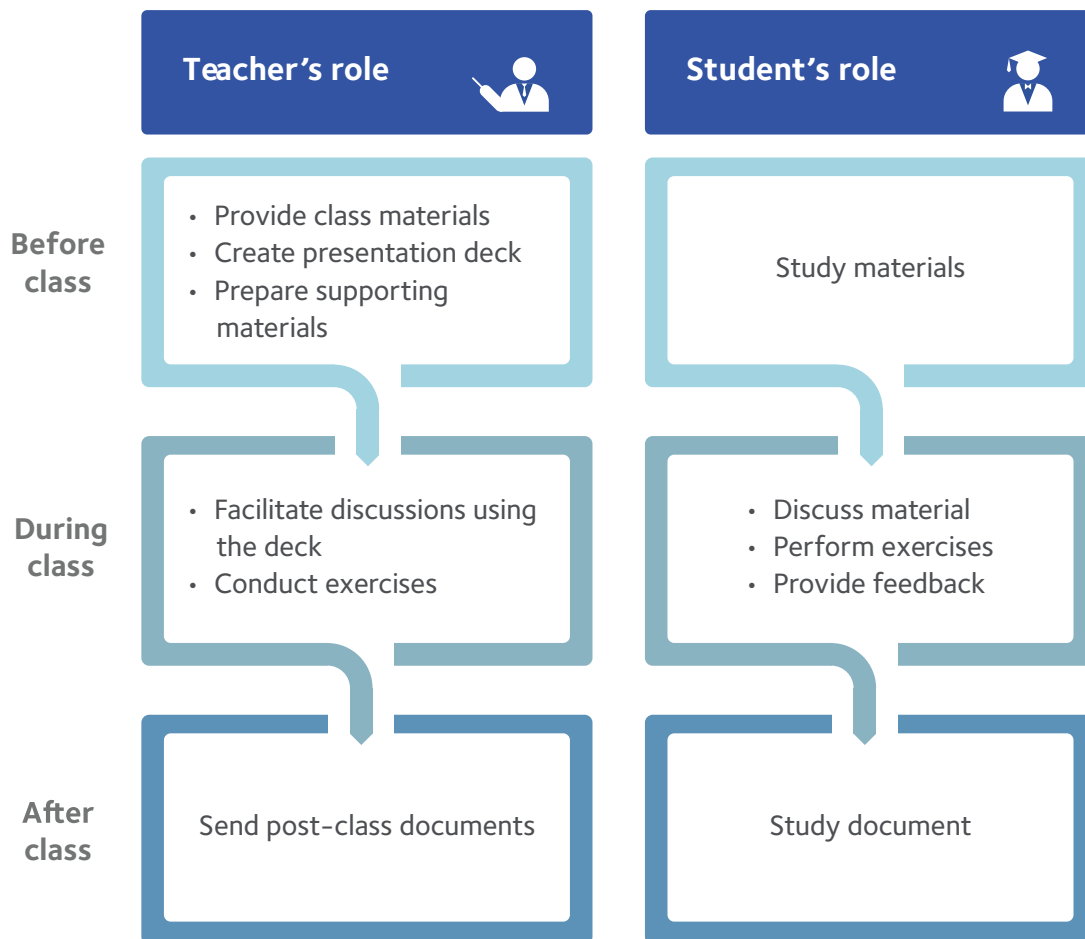 Teacher's role
Student's role
Before
class
• Provide class materials
• Create presentation deck
• Prepare supporting
materials
Study materials
During
class
• Facilitate discussions using
the deck
• Conduct exercises
• Discuss material
• Perform exercises
• Provide feedback
After
class
Send post-class documents
Study document